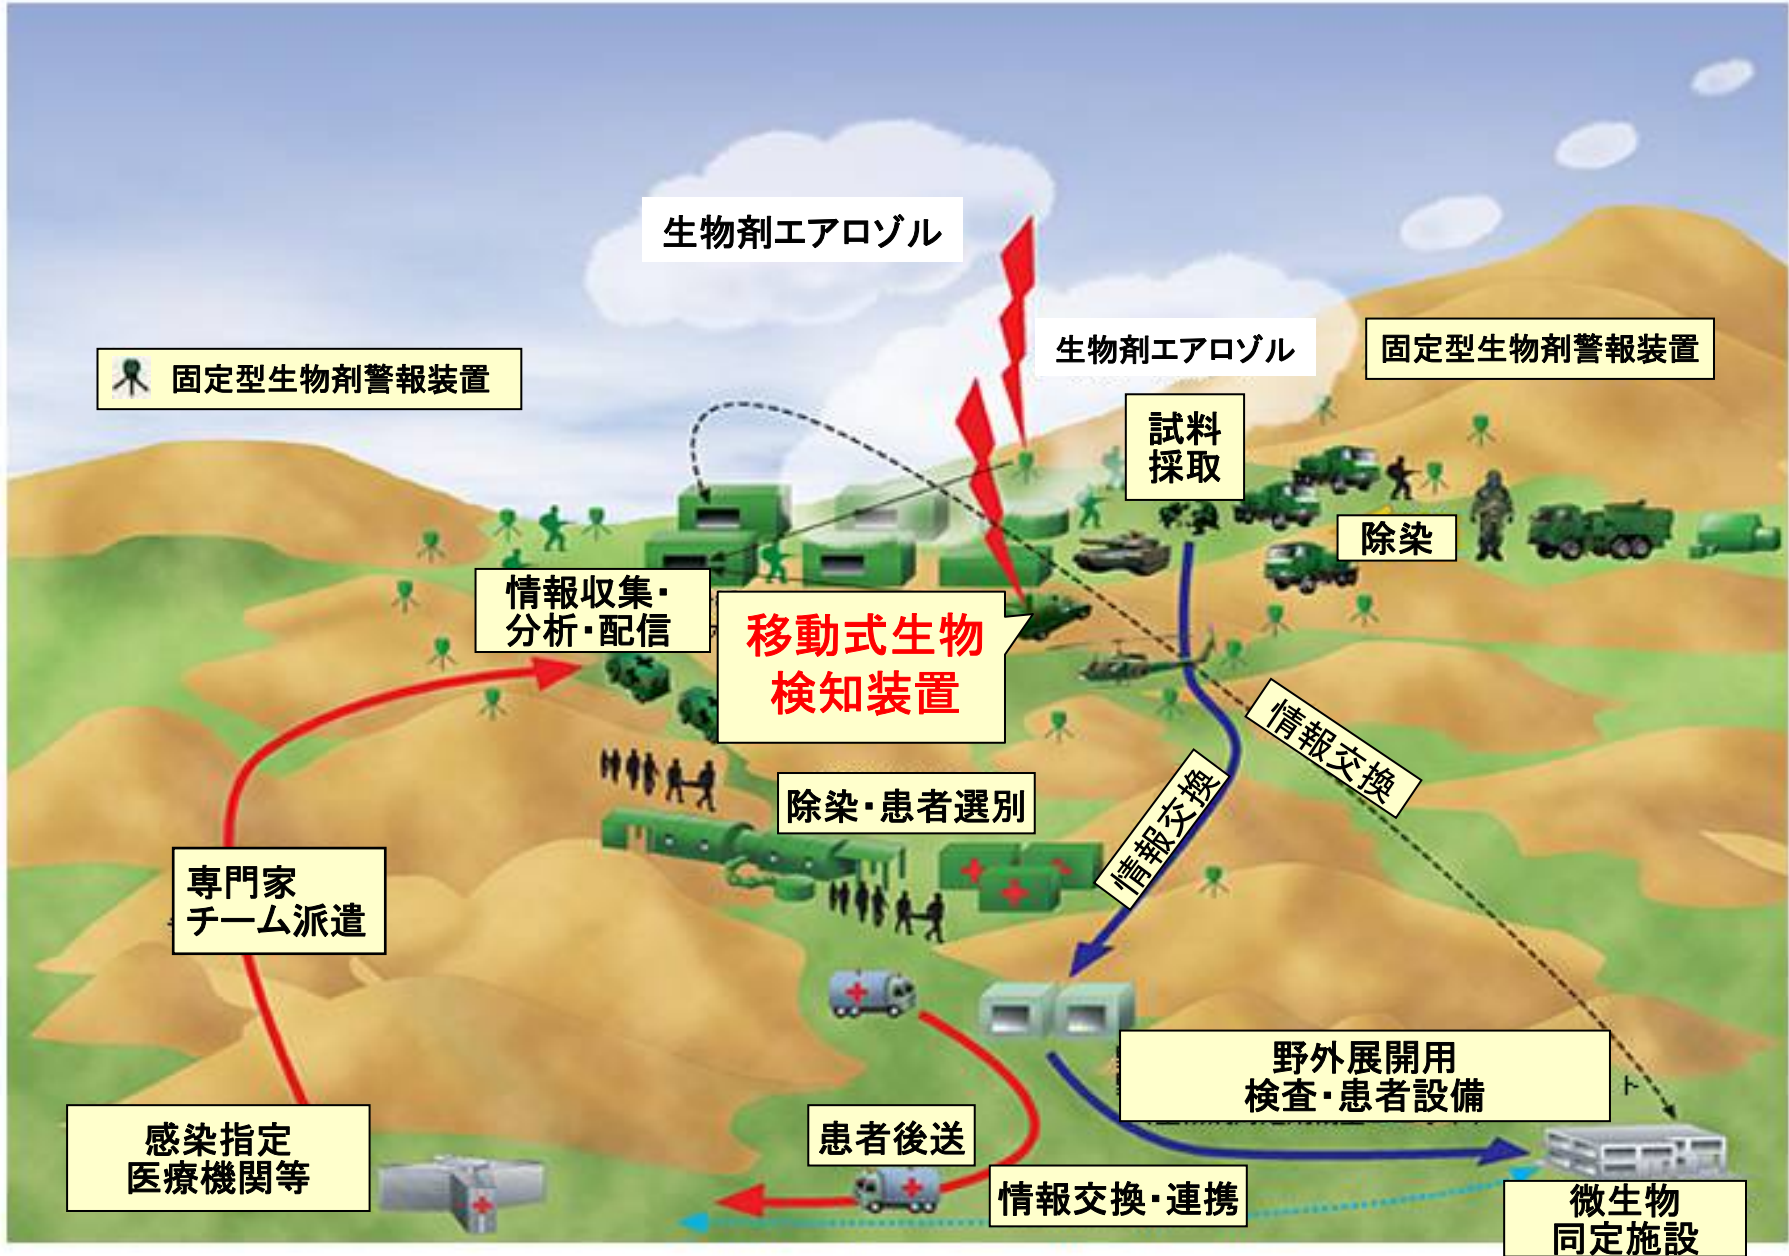 生物剤エアロゾル
生物剤エアロゾル
固定型生物剤警報装置
固定型生物剤警報装置
試料
採取
除染
情報収集・
分析・配信
移動式生物
検知装置
情報交換
情報交換
除染・患者選別
専門家
チーム派遣
野外展開用
検査・患者設備
ト
感染指定
医療機関等
患者後送
情報交換・連携
微生物
同定施設